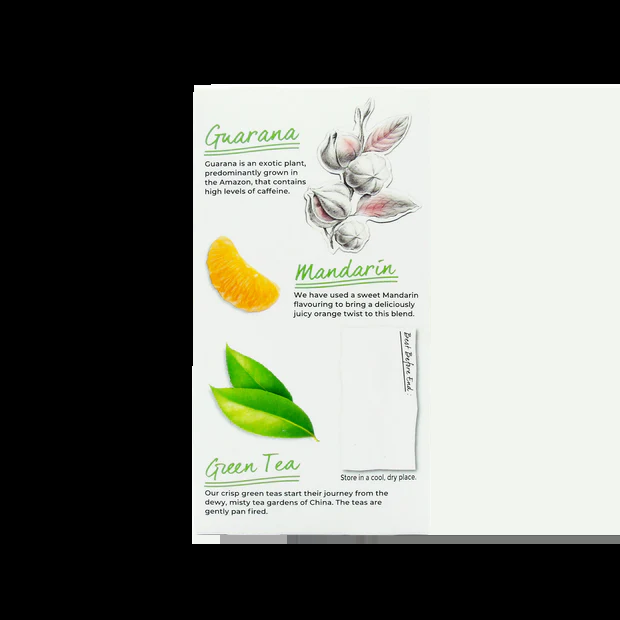 Guarana
Guarana is an exotic plant,
predominantly grown in
the Amazon, that contains
high levels of caffeine.
Mandarin
We have used a sweet Mandarin
flavouring to bring a deliciously
juicy orange twist to this blend.
Best Before End:
Store in a cool, dry place.
Green Tea
Our crisp green teas start their journey from the
dewy, misty tea gardens of China. The teas are
gently pan fired.